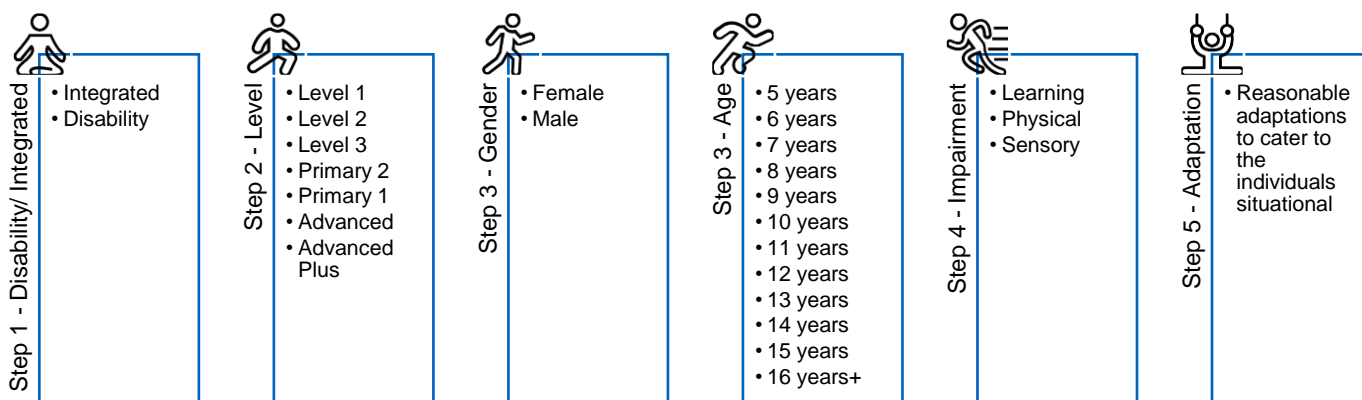 Step 1 - Disability/ Integrated
• Integrated
• Disability
Step 2 - Level
• Level 1
• Level 2
• Level 3
• Primary 2
• Primary 1
• Advanced
• Advanced
Plus
Step 3 - Gender
• Female
• Male
Step 3 - Age
• 5 years
• 6 years
• 7 years
• 8 years
• 9 years
• 10 years
• 11 years
• 12 years
• 13 years
• 14 years
• 15 years
• 16 years+
Step 4 - Impairment
• Learning
• Physical
• Sensory
Step 5 - Adaptation
• Reasonable
adaptations
to cater to
the
individuals
situational